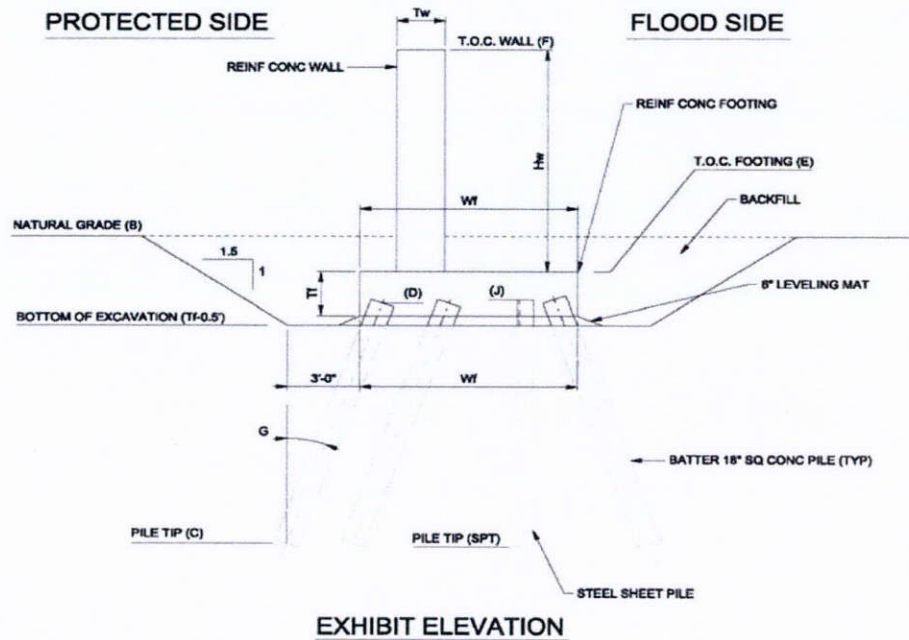 PROTECTED SIDE
Tw
FLOOD SIDE
T.O.C. WALL (F)
REINF CONC WALL
REINF CONC FOOTING
Hw
T.O.C. FOOTING (E)
Wf
BACKFILL
NATURAL GRADE (B)
1.5
1
Tf
(D)
(J)
6" LEVELING MAT
BOTTOM OF EXCAVATION (Tf-0.5')
3'-0"
Wf
G
BATTER 18" SQ CONC PILE (TYP)
PILE TIP (C)
PILE TIP (SPT)
STEEL SHEET PILE
EXHIBIT ELEVATION